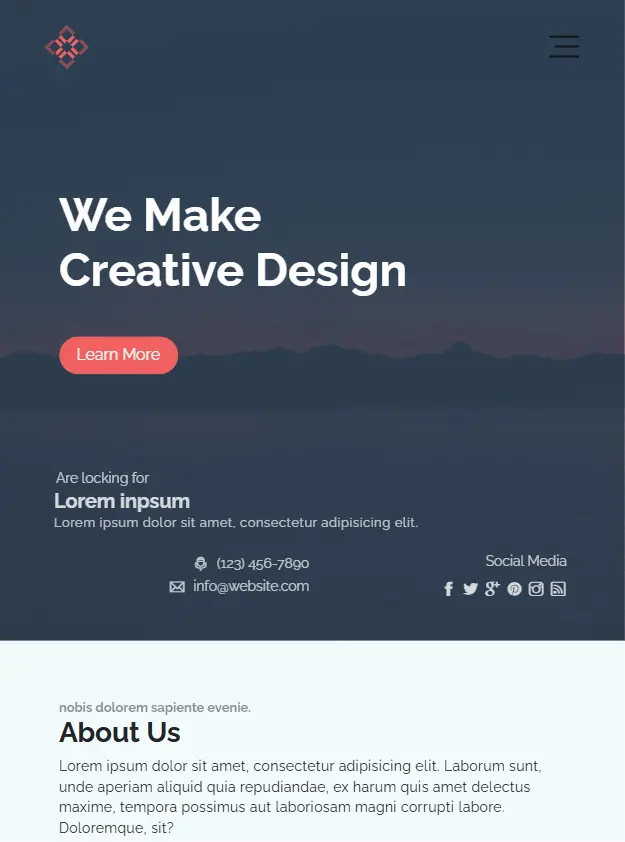 We Make
Creative Design
Learn More
Are locking for
Lorem inpsum
Lorem ipsum dolor sit amet, consectetur adipisicing elit.
(123) 456-7890
info@website.com
Social Media
nobis dolorem sapiente evenie.
About Us
Lorem ipsum dolor sit amet, consectetur adipisicing elit. Laborum sunt,
unde aperiam aliquid quia repudiandae, ex harum quis amet delectus
maxime, tempora possimus aut laboriosam magni corrupti labore.
Doloremque, sit?